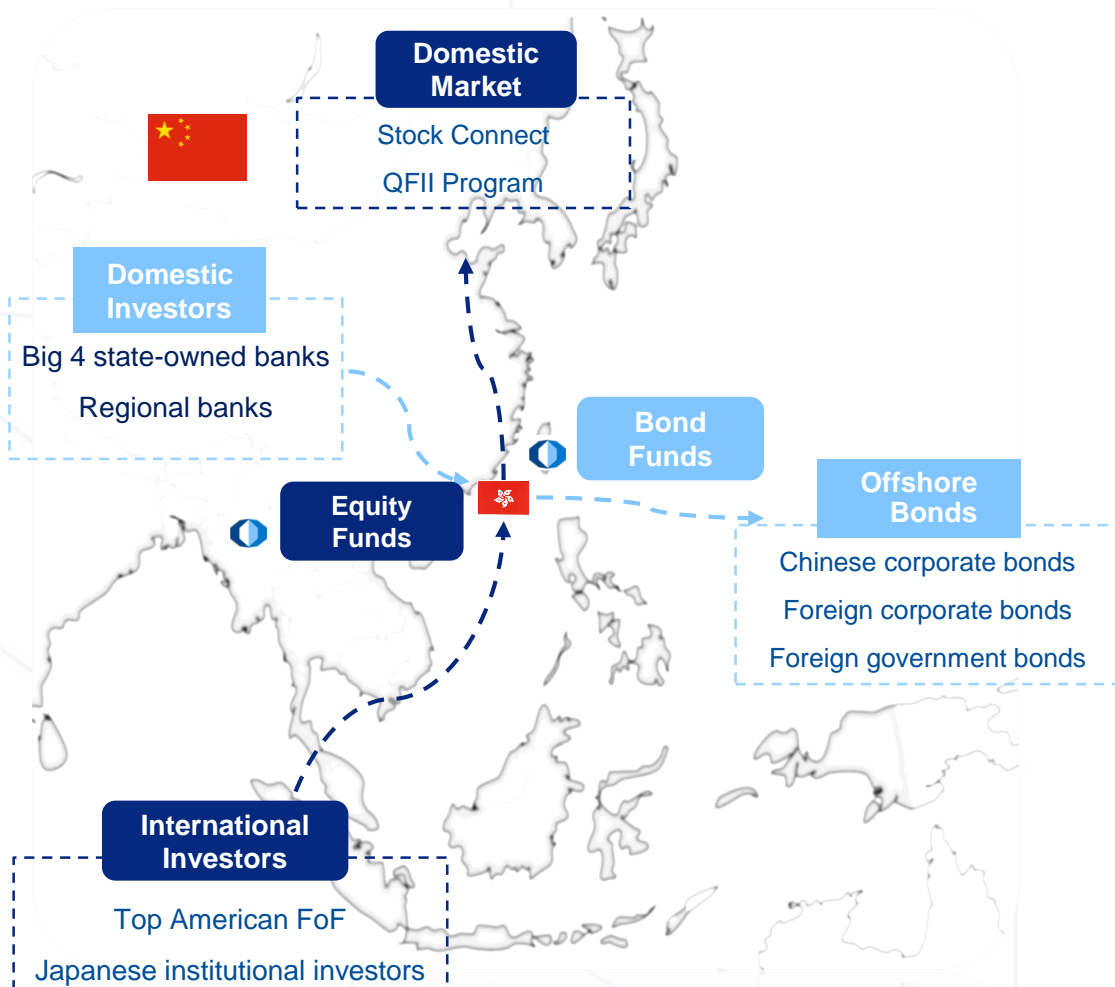 Domestic
Market
Stock Connect
QFII Program
Domestic
Investors
Big 4 state-owned banks
Regional banks
Bond
Funds
Equity
Funds
Offshore
Bonds
Chinese corporate bonds
Foreign corporate bonds
Foreign government bonds
International
Investors
Top American FoF
Japanese institutional investors